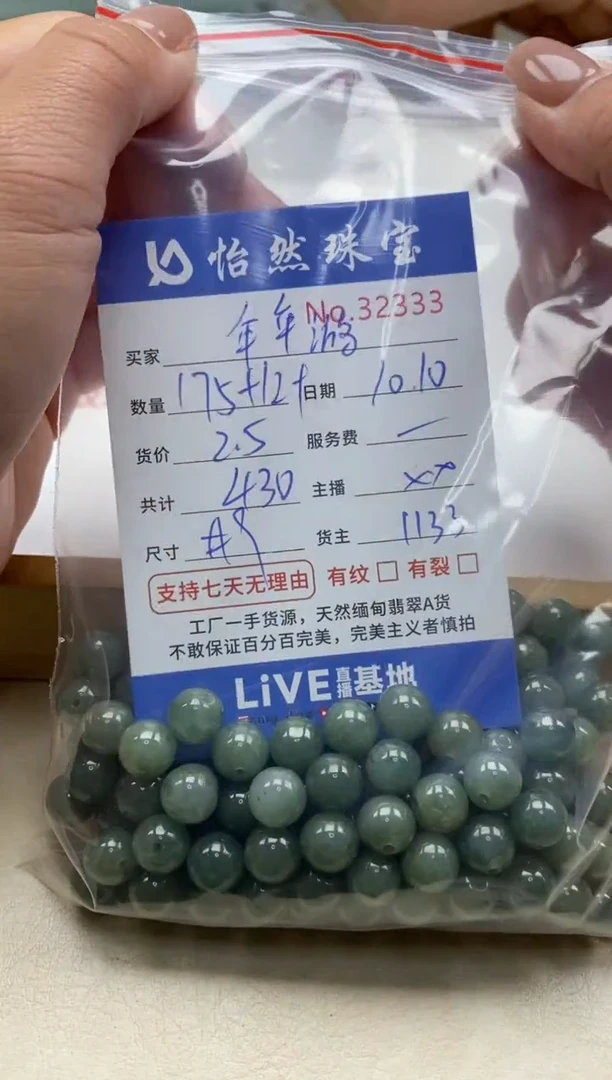 怡然珠宝
No.32333
买家 年年
数量 175+12 日期 10.10
货价 2.5 服务费 一
共计 430 主播
尺寸 货主 1133
支持七天无理由 有纹 有裂
工厂一手货源，天然缅甸翡翠A货
不敢保证百分百完美，完美主义者慎拍
LiVE直播基地